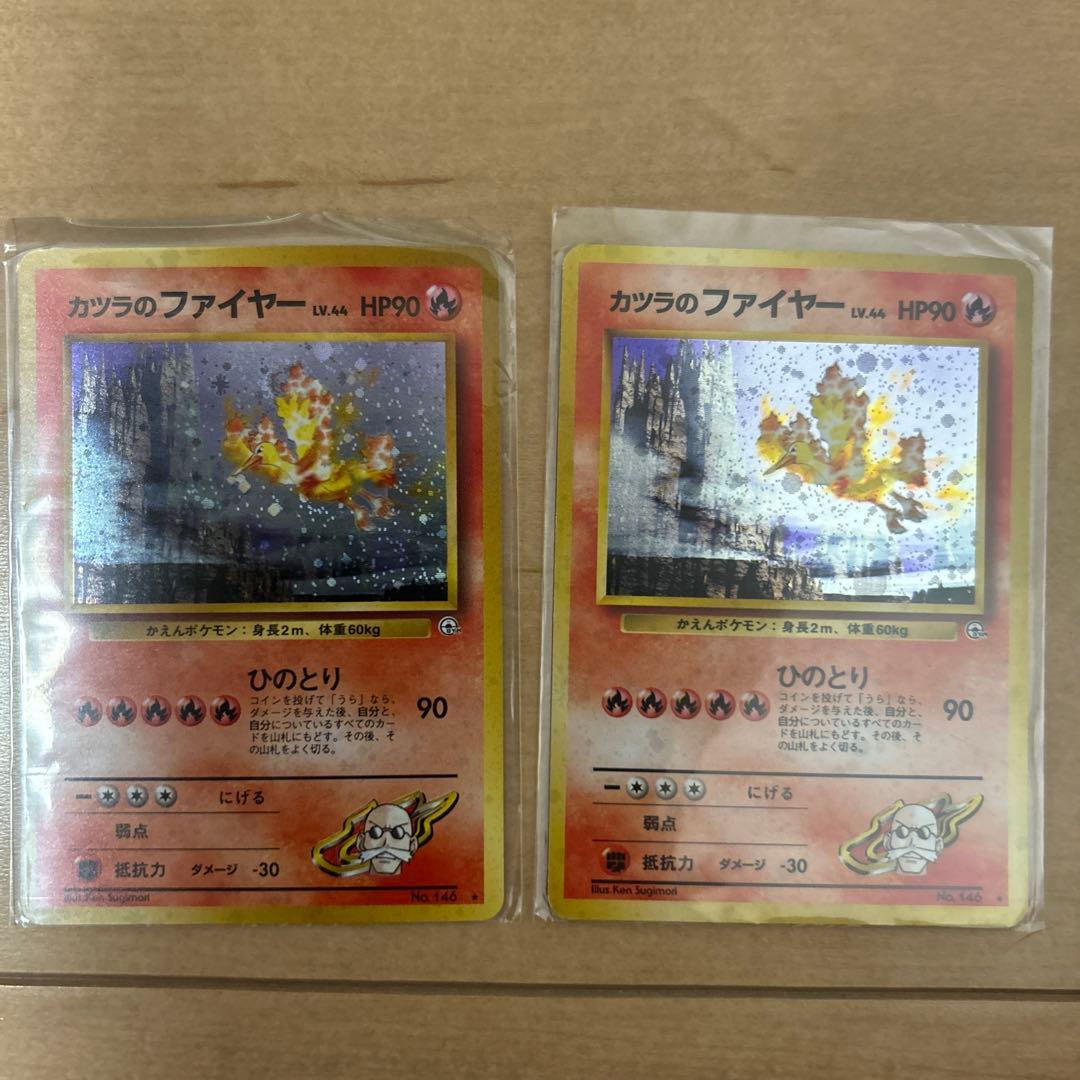 カツラのファイヤー LV.44 HP90
かえんポケモン：身長2m、体重60kg
ひのとり
コインを投げて「うら」なら、
ダメージを与えた後、自分と、
自分についているすべてのカー
ドを山札にもどす。その後、そ
の山札をよく切る。
90
にげる
弱点
抵抗力 ダメージ -30
Illus.Ken Sugimori No.146 ★
カツラのファイヤー LV.44 HP90
かえんポケモン：身長2m、体重60kg
ひのとり
コインを投げて「うら」なら、
ダメージを与えた後、自分と、
自分についているすべてのカー
ドを山札にもどす。その後、そ
の山札をよく切る。
90
にげる
弱点
抵抗力 ダメージ -30
Illus.Ken Sugimori No.146 ★